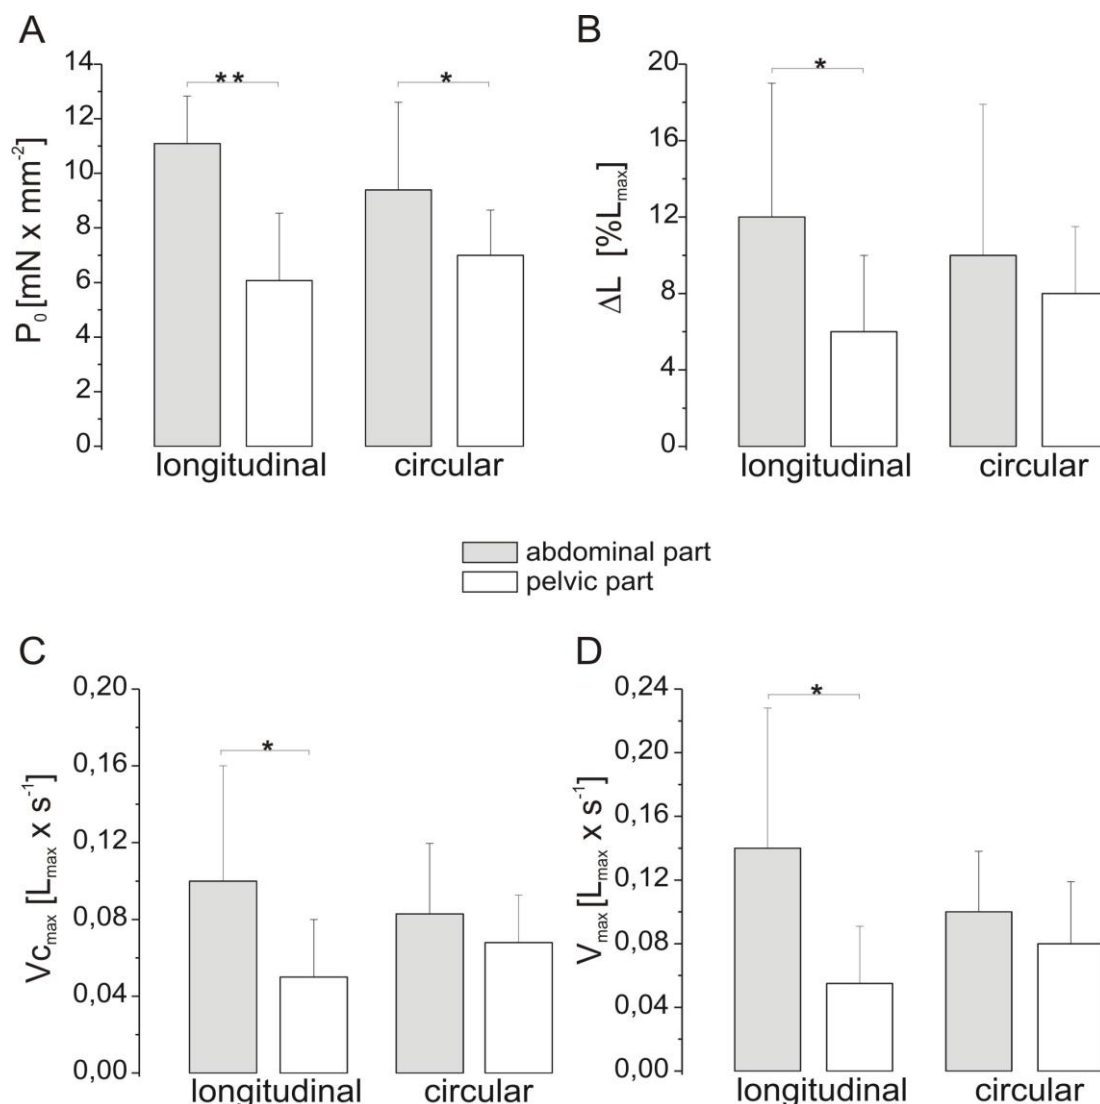 A
P₀ [mN x mm⁻²]
14
12
10
8
6
4
2
0
* *
*
longitudinal
circular
B
ΔL [%Lmax]
20
16
12
8
4
0
*
longitudinal
circular
abdominal part
pelvic part
C
Vcmax [Lmax x s⁻¹]
0,20
0,16
0,12
0,08
0,04
0,00
*
longitudinal
circular
D
Vmax [Lmax x s⁻¹]
0,24
0,20
0,16
0,12
0,08
0,04
0,00
*
longitudinal
circular